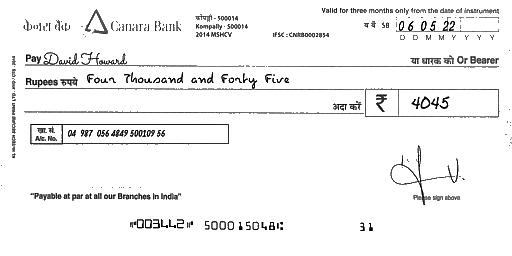 केनरा बैंक Canara Bank
कोंपल्ली - 500014
Kompally - 500014
2014 MSHCV
IFSC : CNRB0002854
Valid for three months only from the date of instrument
SB 06 05 22
D D M M Y Y Y Y
Pay David Howard या धारक को Or Bearer
Rupees रुपये Four Thousand and Forty Five
अदा करें ₹ 4045
खा. सं.
A/c. No. 04 987 056 4849 500109 56
Please sign above
"Payable at par at all our Branches in India"
⑈003442⑈ 500015048⑆ 31